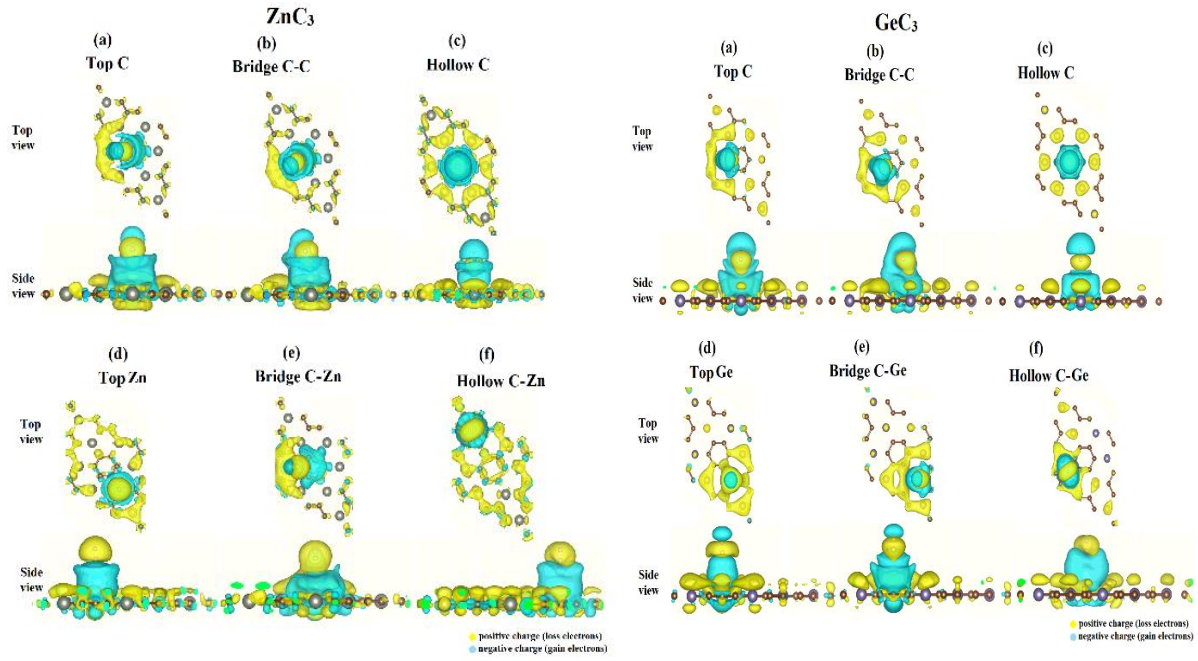 ZnC₃
(a)
Top C
(b)
Bridge C-C
(c)
Hollow C
Top
view
Side
view
(d)
Top Zn
(e)
Bridge C-Zn
(f)
Hollow C-Zn
Top
view
Side
view
positive charge (loss electrons)
negative charge (gain electrons)
GeC₃
(a)
Top C
(b)
Bridge C-C
(c)
Hollow C
Top
view
Side
view
(d)
Top Ge
(e)
Bridge C-Ge
(f)
Hollow C-Ge
Top
view
Side
view
positive charge (loss electrons)
negative charge (gain electrons)